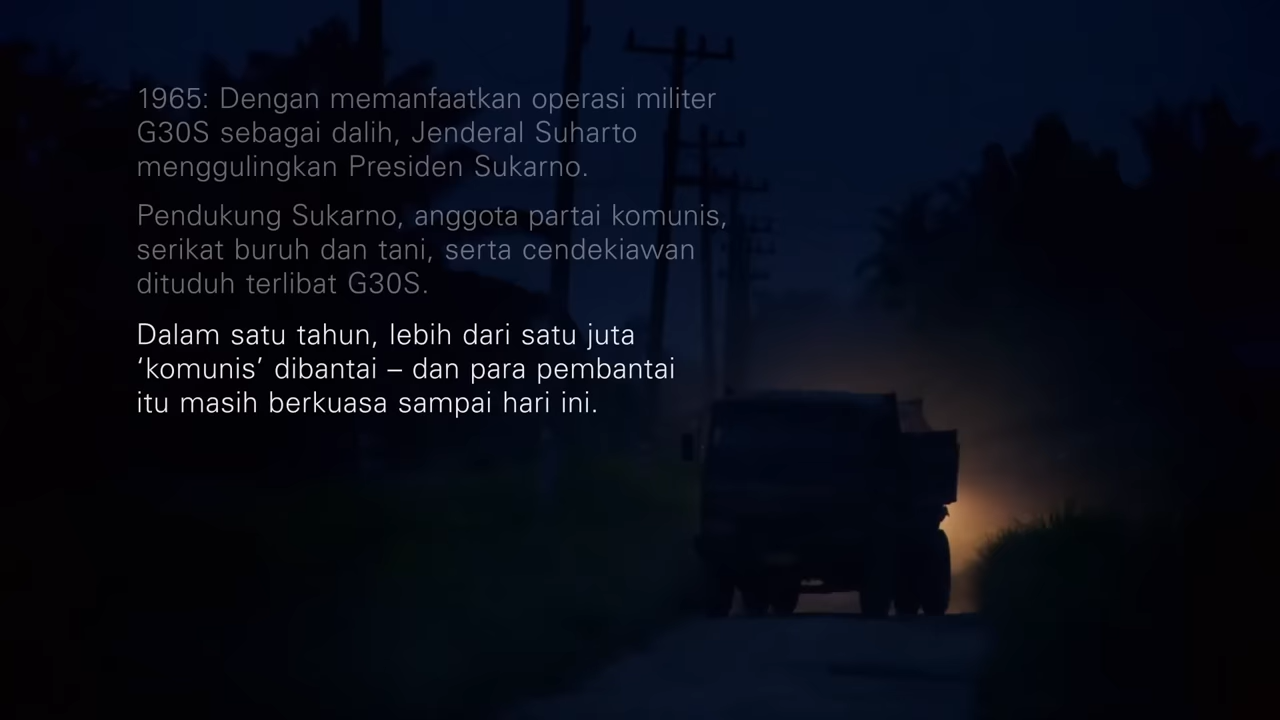 1965: Dengan memanfaatkan operasi militer
G30S sebagai dalih, Jenderal Suharto
menggulingkan Presiden Sukarno.
Pendukung Sukarno, anggota partai komunis,
serikat buruh dan tani, serta cendekiawan
dituduh terlibat G30S.
Dalam satu tahun, lebih dari satu juta
‘komunis’ dibantai – dan para pembantai
itu masih berkuasa sampai hari ini.